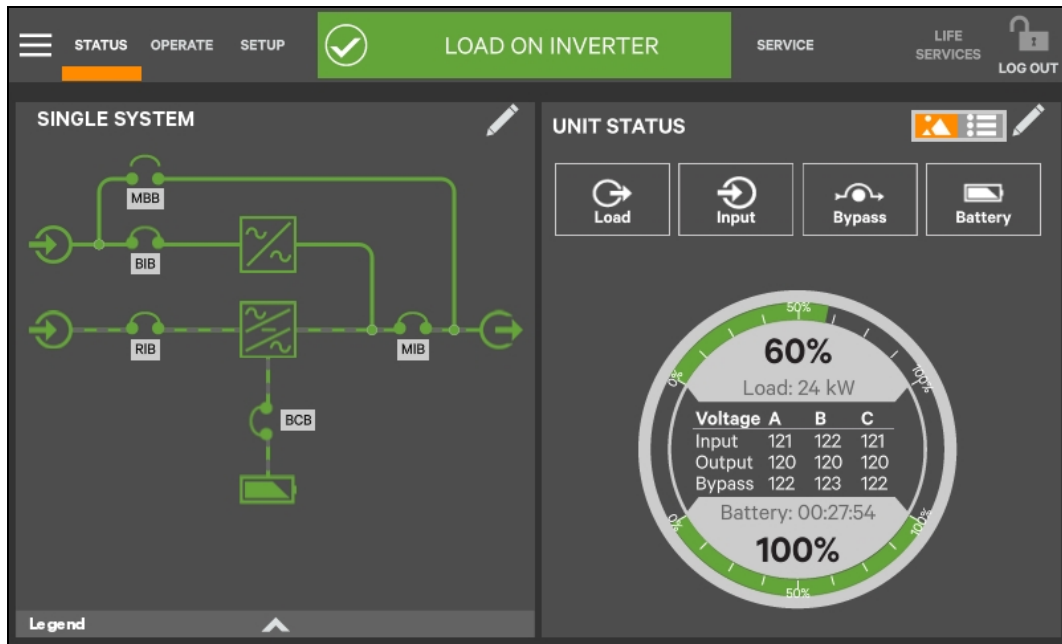 STATUS OPERATE SETUP LOAD ON INVERTER SERVICE LIFE SERVICES LOG OUT
SINGLE SYSTEM
MBB
BIB
RIB
MIB
BCB
Legend
UNIT STATUS
Load Input Bypass Battery
0% 50% 100%
60%
Load: 24 kW
Voltage A B C
Input 121 122 121
Output 120 120 120
Bypass 122 123 122
Battery: 00:27:54
100%
0% 50% 100%